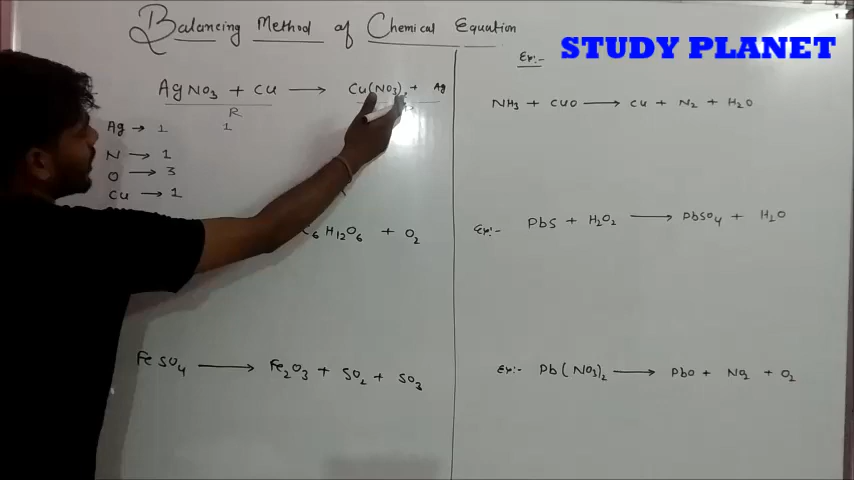 Balancing Method of Chemical Equation
STUDY PLANET
AgNO3 + Cu → Cu(NO3)2 + Ag
R
Ag → 1 1
N → 1
O → 3
Cu → 1
C6H12O6 + O2
FeSO4 → Fe2O3 + SO2 + SO3
Ex:-
NH3 + CUO → Cu + N2 + H2O
Ex:- PbS + H2O2 → PbSO4 + H2O
Ex:- Pb(NO3)2 → PbO + NO2 + O2